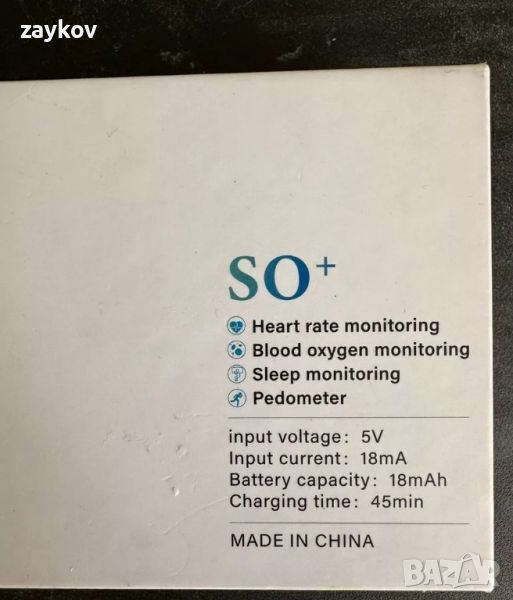 zaykov
SO+
Heart rate monitoring
Blood oxygen monitoring
Sleep monitoring
Pedometer
input voltage: 5V
Input current: 18mA
Battery capacity: 18mAh
Charging time: 45min
MADE IN CHINA
BAZAR